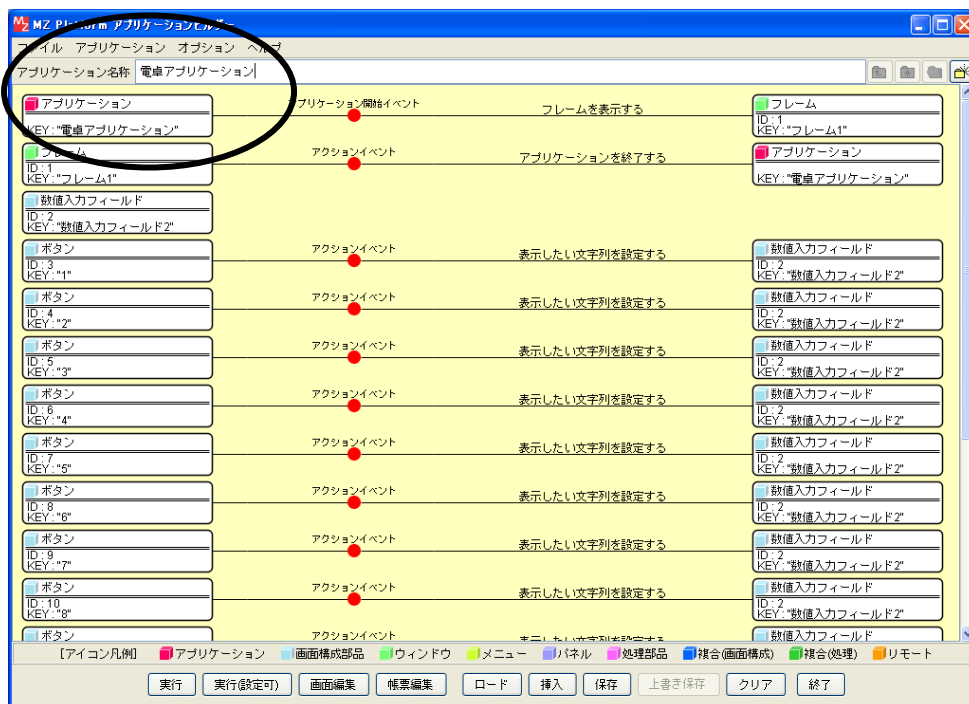 MZ Platform アプリケーションビルダー
ファイル アプリケーション オプション ヘルプ
アプリケーション名称 電卓アプリケーション
アプリケーション アプリケーション開始イベント フレームを表示する フレーム
KEY:"電卓アプリケーション" ID:1
KEY:"フレーム1"
フレーム アクションイベント アプリケーションを終了する アプリケーション
ID:1
KEY:"フレーム1" KEY:"電卓アプリケーション"
数値入力フィールド
ID:2
KEY:"数値入力フィールド2"
ボタン アクションイベント 表示したい文字列を設定する 数値入力フィールド
ID:3 ID:2
KEY:"1" KEY:"数値入力フィールド2"
ボタン アクションイベント 表示したい文字列を設定する 数値入力フィールド
ID:4 ID:2
KEY:"2" KEY:"数値入力フィールド2"
ボタン アクションイベント 表示したい文字列を設定する 数値入力フィールド
ID:5 ID:2
KEY:"3" KEY:"数値入力フィールド2"
ボタン アクションイベント 表示したい文字列を設定する 数値入力フィールド
ID:6 ID:2
KEY:"4" KEY:"数値入力フィールド2"
ボタン アクションイベント 表示したい文字列を設定する 数値入力フィールド
ID:7 ID:2
KEY:"5" KEY:"数値入力フィールド2"
ボタン アクションイベント 表示したい文字列を設定する 数値入力フィールド
ID:8 ID:2
KEY:"6" KEY:"数値入力フィールド2"
ボタン アクションイベント 表示したい文字列を設定する 数値入力フィールド
ID:9 ID:2
KEY:"7" KEY:"数値入力フィールド2"
ボタン アクションイベント 表示したい文字列を設定する 数値入力フィールド
ID:10 ID:2
KEY:"8" KEY:"数値入力フィールド2"
ボタン アクションイベント 表示したい文字列を設定する 数値入力フィールド
[アイコン凡例] アプリケーション 画面構成部品 ウィンドウ メニュー パネル 処理部品 複合(画面構成) 複合(処理) リモート
実行 実行(設定可) 画面編集 帳票編集 ロード 挿入 保存 上書き保存 クリア 終了